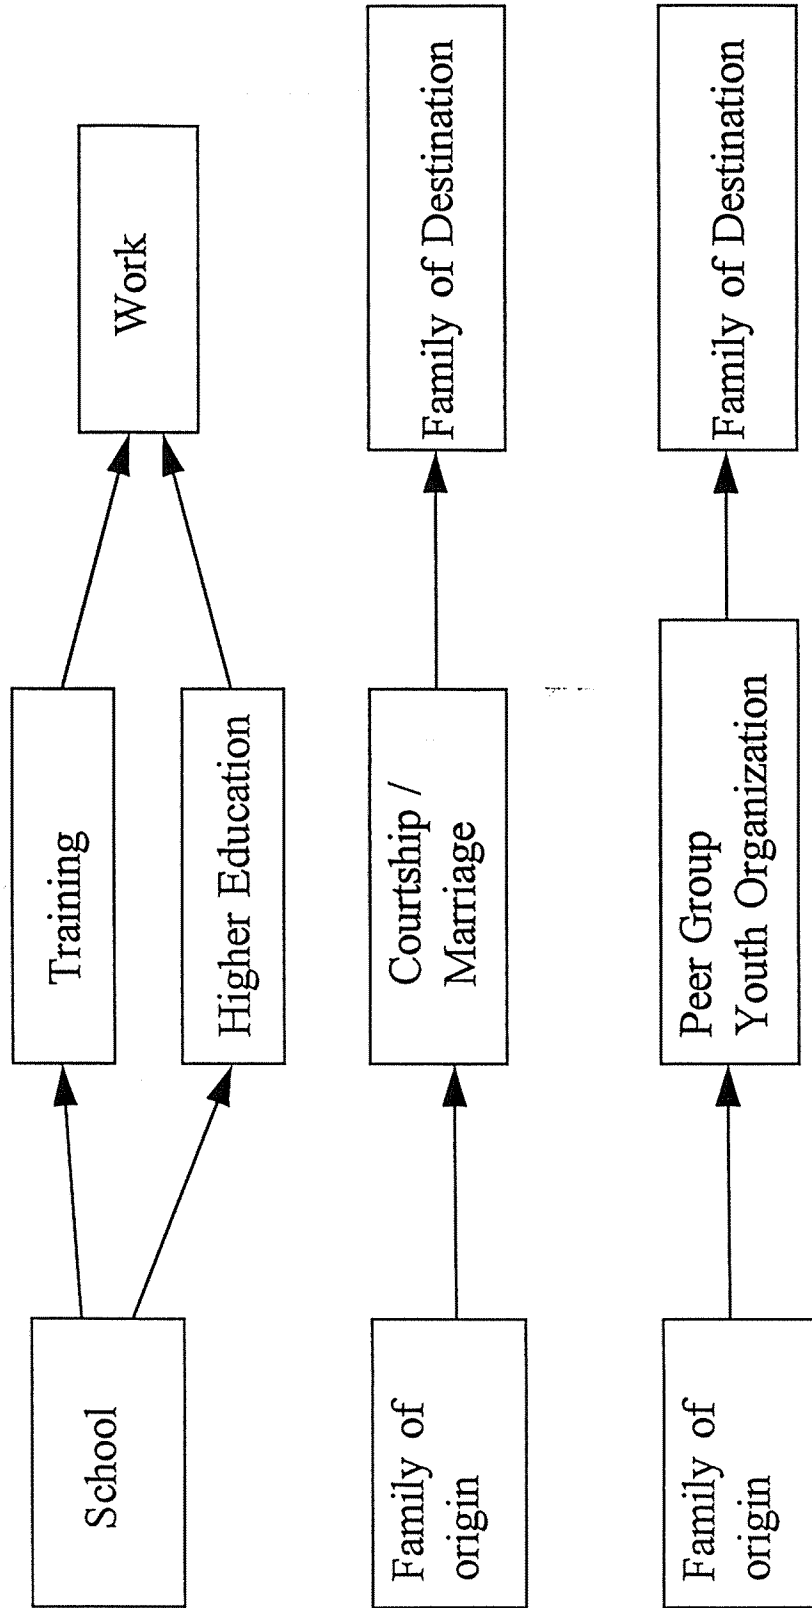 School
Training
Higher Education
Work
Family of
origin
Courtship /
Marriage
Family of Destination
Family of
origin
Peer Group
Youth Organization
Family of Destination